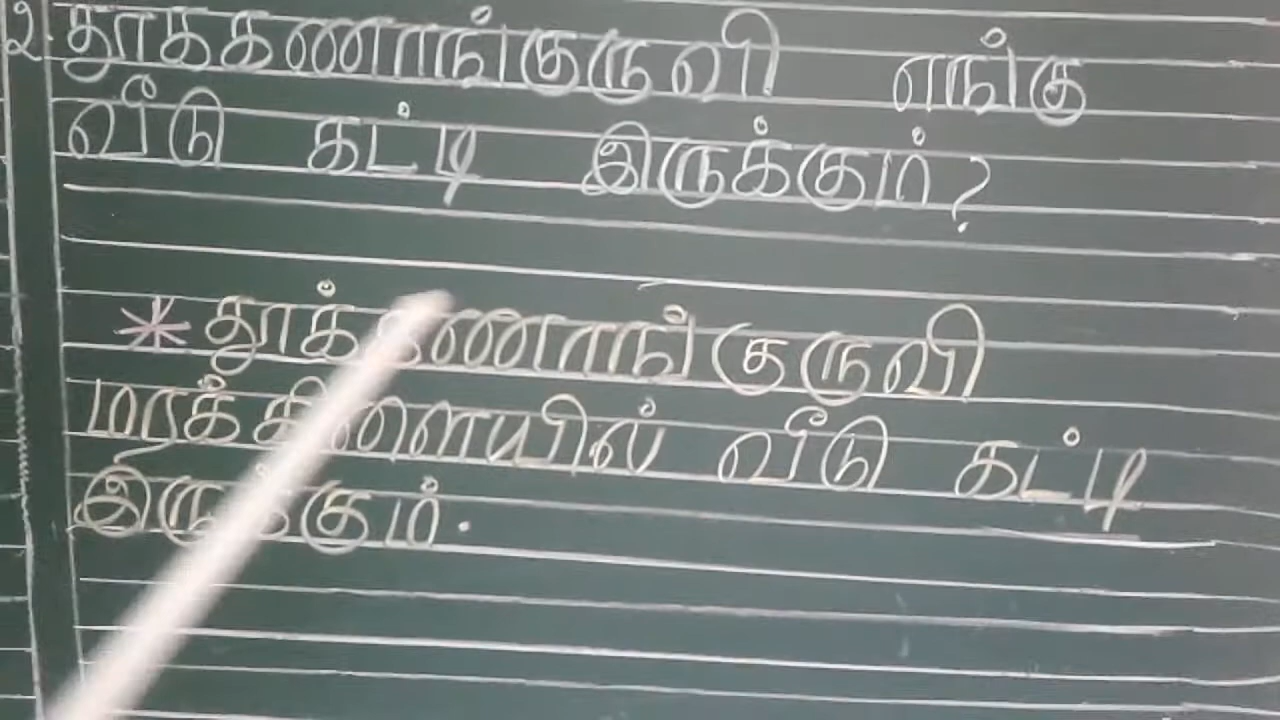 2. தூக்கணாங்குருவி எங்கு
வீடு கட்டி இருக்கும்?
* தூக்கணாங்குருவி
மரக்கிளையில் வீடு கட்டி
இருக்கும்.